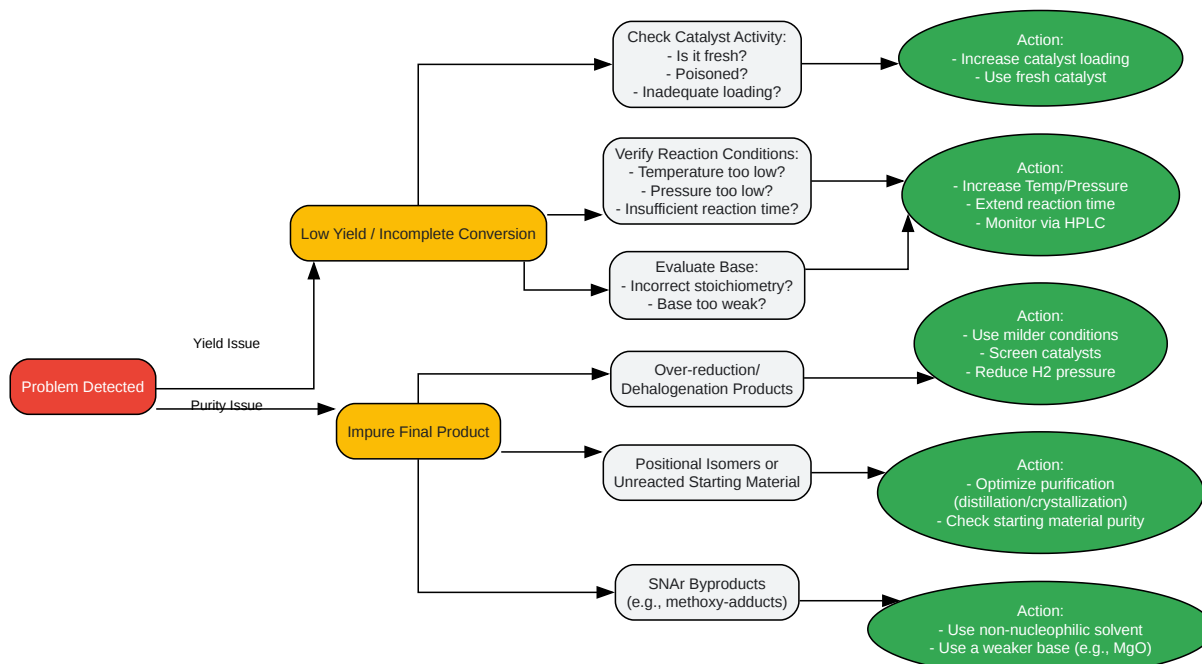 Check Catalyst Activity:
- Is it fresh?
- Poisoned?
- Inadequate loading?
Action:
- Increase catalyst loading
- Use fresh catalyst
Verify Reaction Conditions:
- Temperature too low?
- Pressure too low?
- Insufficient reaction time?
Action:
- Increase Temp/Pressure
- Extend reaction time
- Monitor via HPLC
Low Yield / Incomplete Conversion
Evaluate Base:
- Incorrect stoichiometry?
- Base too weak?
Action:
- Use milder conditions
- Screen catalysts
- Reduce H2 pressure
Yield Issue
Problem Detected
Purity Issue
Over-reduction/
Dehalogenation Products
Impure Final Product
Positional Isomers or
Unreacted Starting Material
Action:
- Optimize purification
(distillation/crystallization)
- Check starting material purity
SNAr Byproducts
(e.g., methoxy-adducts)
Action:
- Use non-nucleophilic solvent
- Use a weaker base (e.g., MgO)